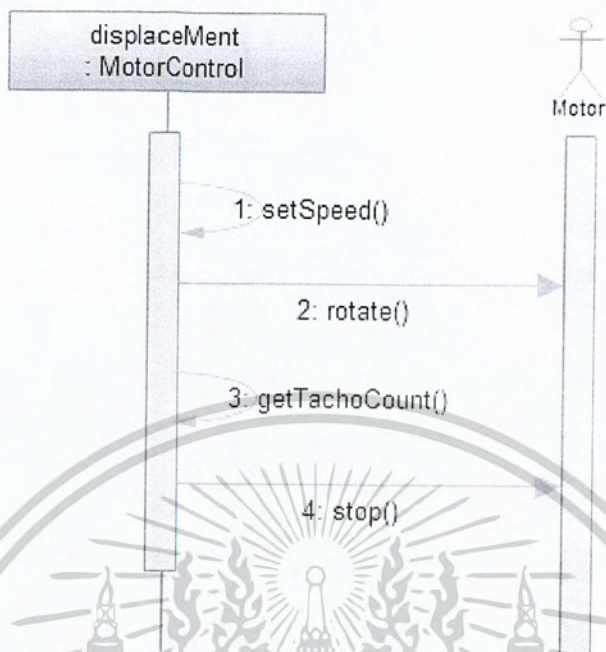 displaceMent
: MotorControl
Motor
1: setSpeed()
2: rotate()
3: getTachoCount()
4: stop()